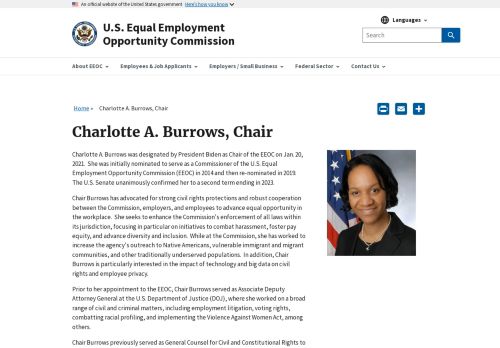 An official website of the United States government Here's how you know
Languages
U.S. Equal Employment
Opportunity Commission
Search
About EEOC
Employees & Job Applicants
Employers / Small Business
Federal Sector
Contact Us
Home » Charlotte A. Burrows, Chair
Charlotte A. Burrows, Chair
Charlotte A. Burrows was designated by President Biden as Chair of the EEOC on Jan. 20,
2021. She was initially nominated to serve as a Commissioner of the U.S. Equal
Employment Opportunity Commission (EEOC) in 2014 and then re-nominated in 2019.
The U.S. Senate unanimously confirmed her to a second term ending in 2023.
Chair Burrows has advocated for strong civil rights protections and robust cooperation
between the Commission, employers, and employees to advance equal opportunity in
the workplace. She seeks to enhance the Commission's enforcement of all laws within
its jurisdiction, focusing in particular on initiatives to combat harassment, foster pay
equity, and advance diversity and inclusion. While at the Commission, she has worked to
increase the agency's outreach to Native Americans, vulnerable immigrant and migrant
communities, and other traditionally underserved populations. In addition, Chair
Burrows is particularly interested in the impact of technology and big data on civil
rights and employee privacy.
Prior to her appointment to the EEOC, Chair Burrows served as Associate Deputy
Attorney General at the U.S. Department of Justice (DOJ), where she worked on a broad
range of civil and criminal matters, including employment litigation, voting rights,
combatting racial profiling, and implementing the Violence Against Women Act, among
others.
Chair Burrows previously served as General Counsel for Civil and Constitutional Rights to